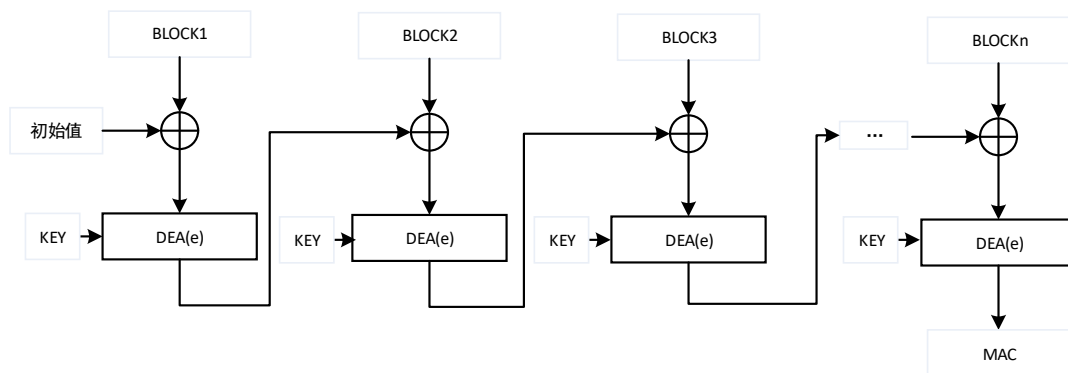 BLOCK1
BLOCK2
BLOCK3
BLOCKn
初始值
...
KEY
DEA(e)
KEY
DEA(e)
KEY
DEA(e)
KEY
DEA(e)
MAC